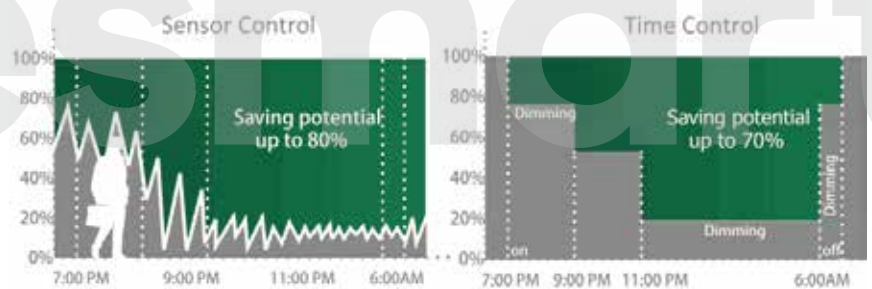 Sensor Control
100%
80%
60%
40%
20%
0%
Saving potential
up to 80%
7:00 PM 9:00 PM 11:00 PM 6:00AM
Time Control
100%
80%
60%
40%
20%
0%
Dimming
Saving potential
up to 70%
Dimming
Dimming
on
off
7:00 PM 9:00 PM 11:00 PM 6:00AM
esmart